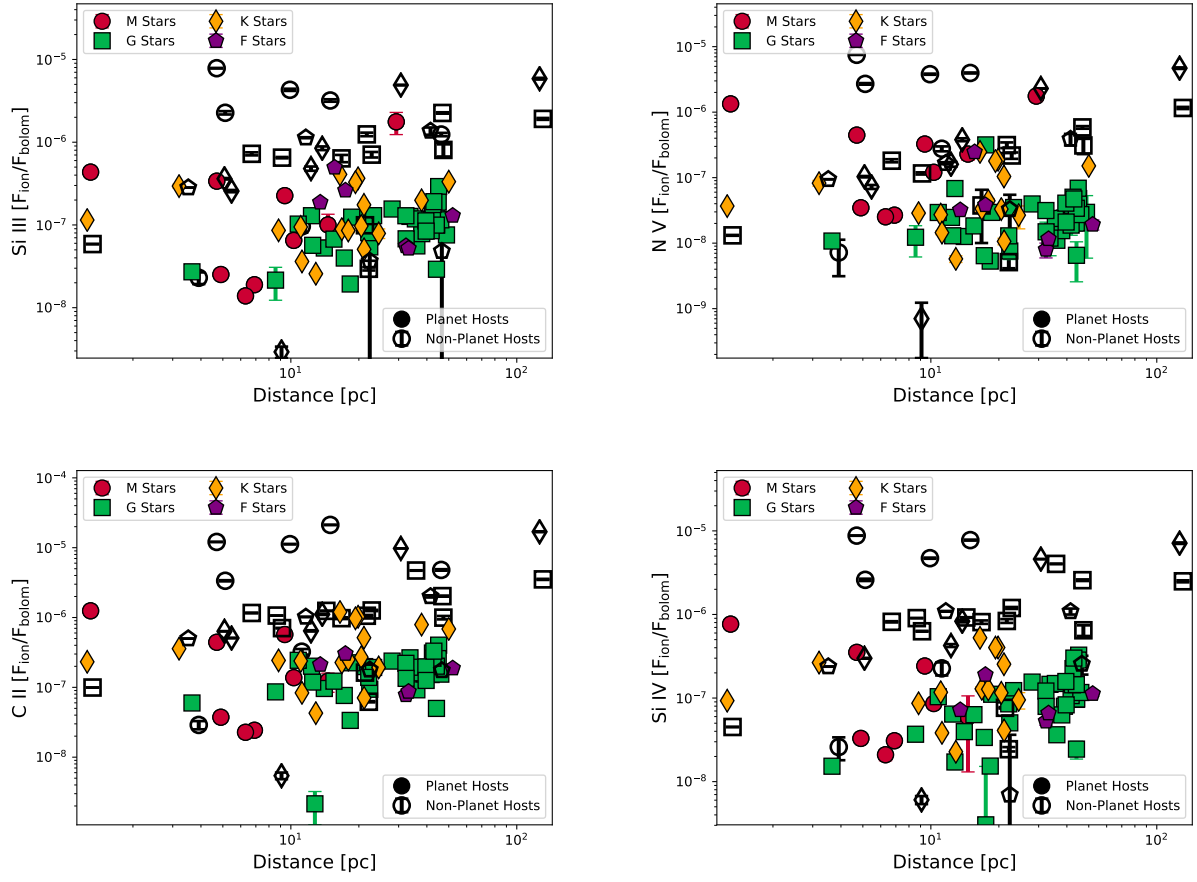 M Stars K Stars
G Stars F Stars
Si III [F_ion/F_bolom]
10^-5
10^-6
10^-7
10^-8
Planet Hosts
Non-Planet Hosts
10^1 10^2
Distance [pc]
M Stars K Stars
G Stars F Stars
N V [F_ion/F_bolom]
10^-5
10^-6
10^-7
10^-8
10^-9
Planet Hosts
Non-Planet Hosts
10^1 10^2
Distance [pc]
M Stars K Stars
G Stars F Stars
C II [F_ion/F_bolom]
10^-4
10^-5
10^-6
10^-7
10^-8
Planet Hosts
Non-Planet Hosts
10^1 10^2
Distance [pc]
M Stars K Stars
G Stars F Stars
Si IV [F_ion/F_bolom]
10^-5
10^-6
10^-7
10^-8
Planet Hosts
Non-Planet Hosts
10^1 10^2
Distance [pc]